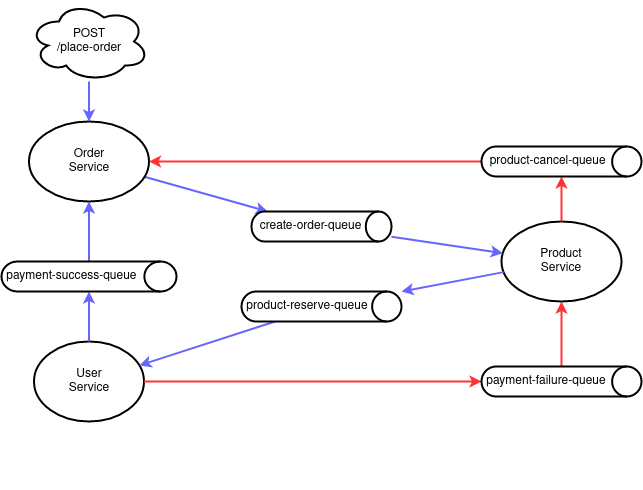 POST
/place-order
Order
Service
product-cancel-queue
create-order-queue
Product
Service
payment-success-queue
product-reserve-queue
User
Service
payment-failure-queue